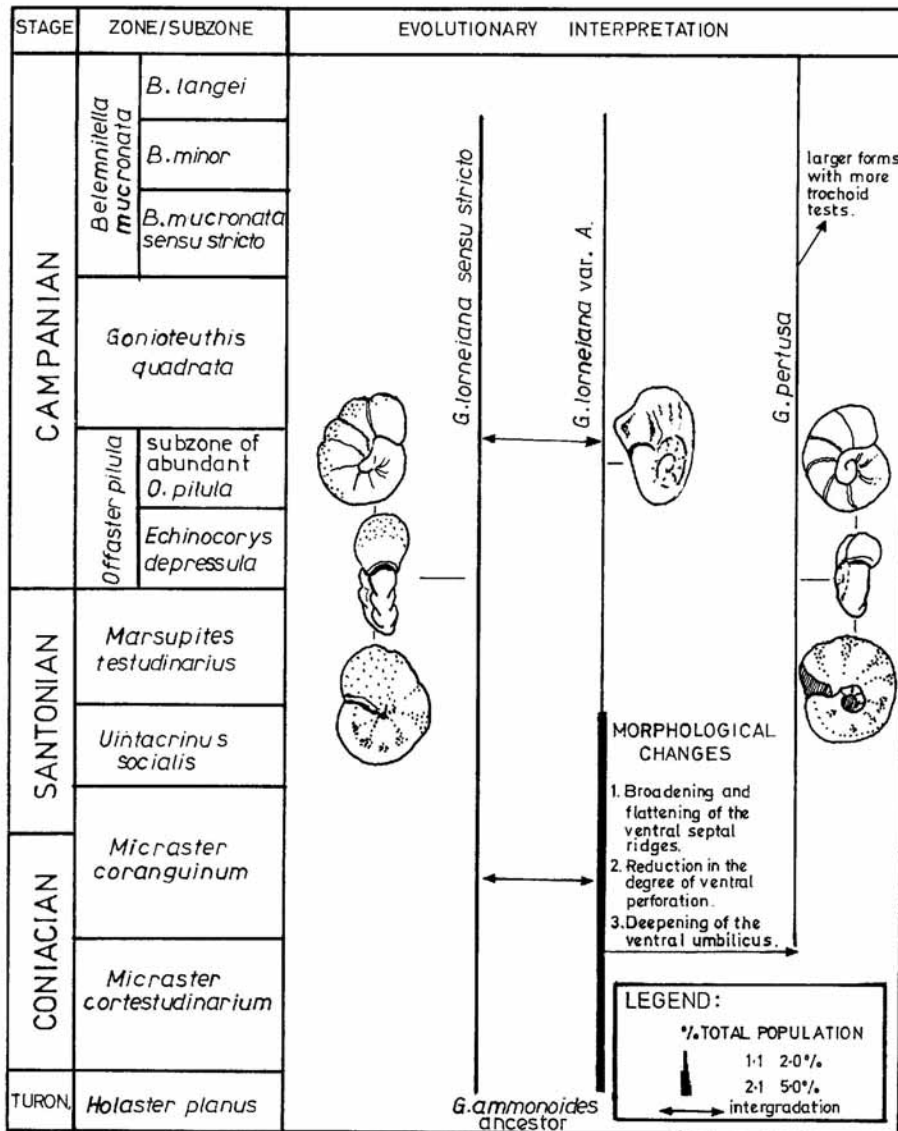 STAGE
ZONE/SUBZONE
EVOLUTIONARY INTERPRETATION
CAMPANIAN
SANTONIAN
CONIACIAN
TURON,
Belemnitella
mucronata
B. langei
B. minor
B. mucronata
sensu stricto
Gonioteuthis
quadrata
Offaster pilula
subzone of
abundant
O. pilula
Echinocorys
depressula
Marsupites
testudinarius
Uintacrinus
socialis
Micraster
coranguinum
Micraster
cortestudinarium
Holaster planus
G. lorneiana sensu stricto
G. lorneiana var. A.
G. pertusa
larger forms
with more
trochoid
tests.
MORPHOLOGICAL
CHANGES
1. Broadening and
flattening of the
ventral septal
ridges.
2. Reduction in the
degree of ventral
perforation.
3. Deepening of the
ventral umbilicus.
G. ammonoides
ancestor
LEGEND:
% TOTAL POPULATION
1·1 2·0%
2·1 5·0%
intergradation